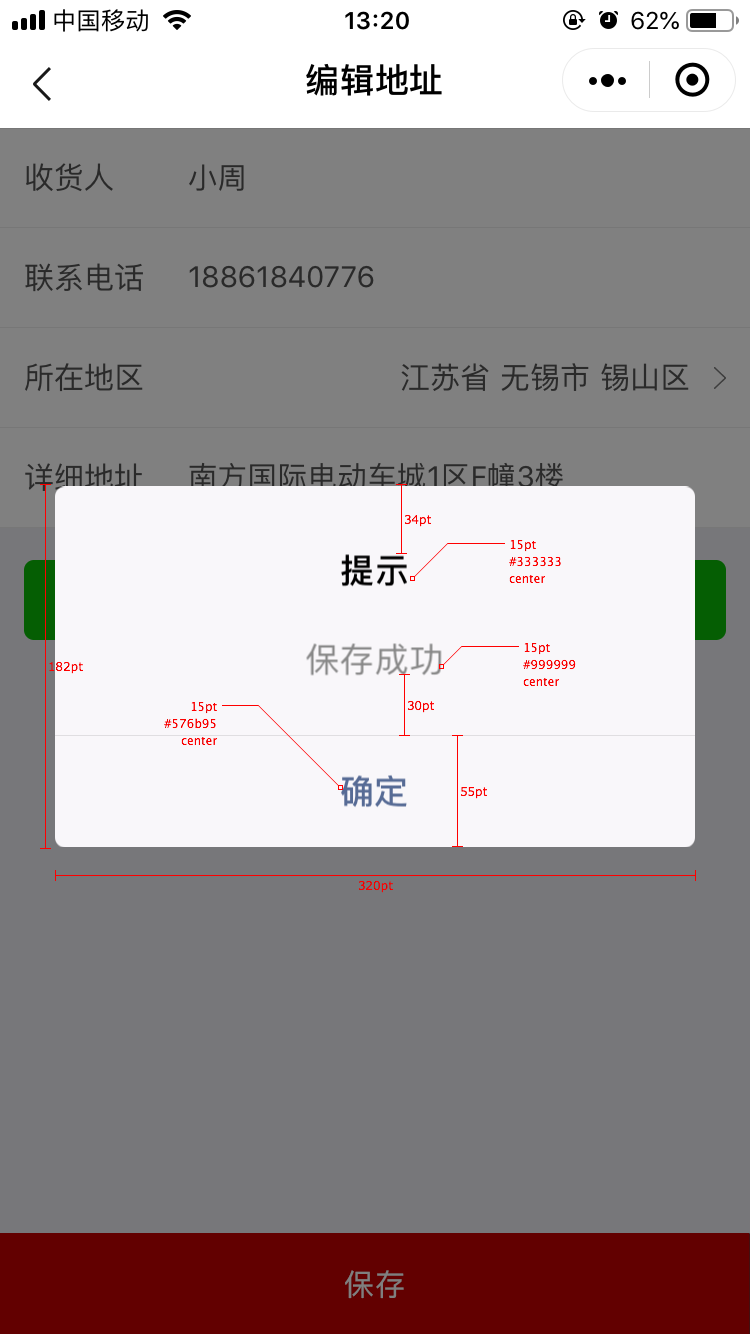 中国移动 13:20 62%
编辑地址
收货人 小周
联系电话 18861840776
所在地区 江苏省 无锡市 锡山区
详细地址 南方国际电动车城1区F幢3楼
34pt
15pt
#333333
center
提示
15pt
#999999
center
保存成功
182pt
30pt
15pt
#576b95
center
确定
55pt
320pt
保存